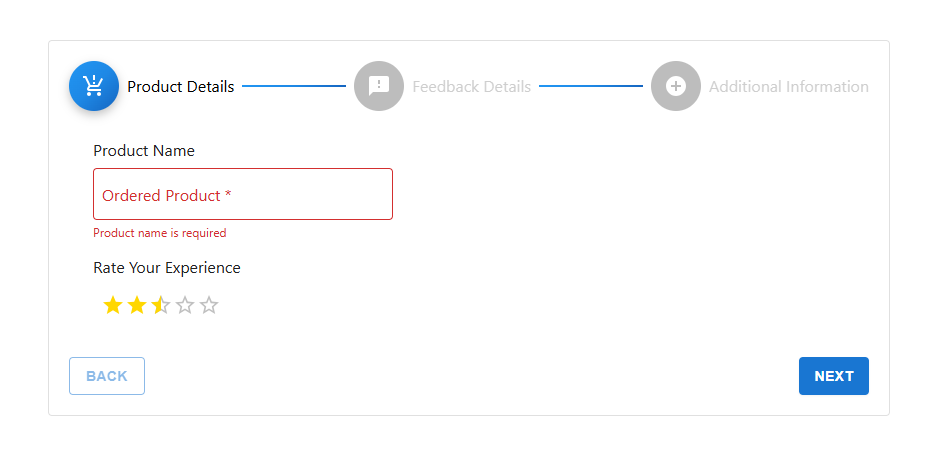 Product Details Feedback Details Additional Information
Product Name
Ordered Product *
Product name is required
Rate Your Experience
BACK NEXT